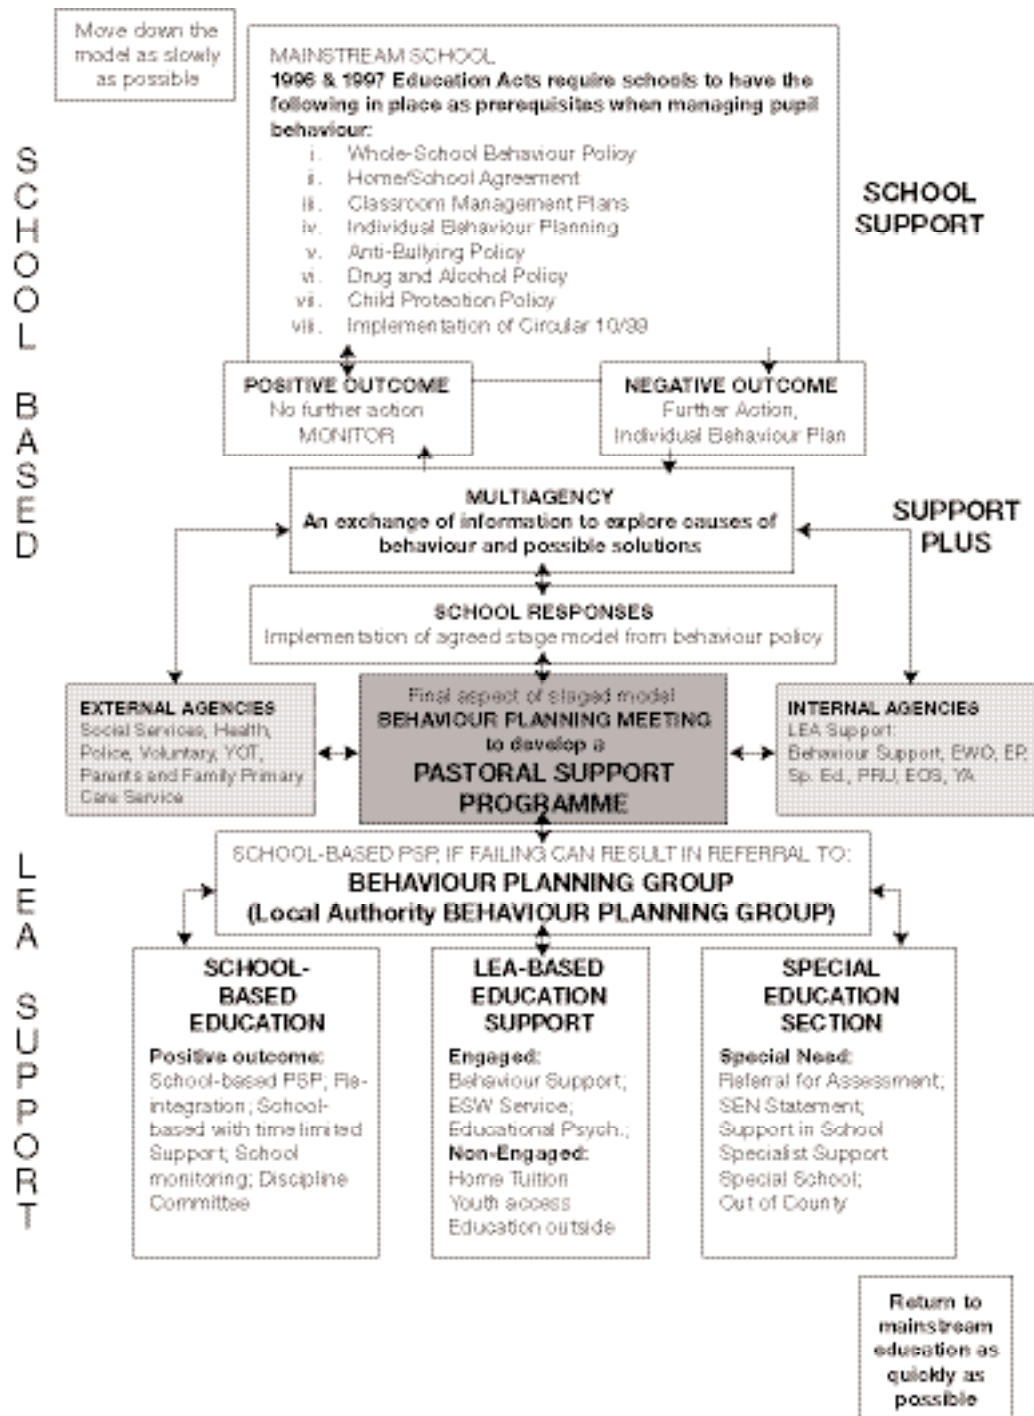 Move down the
model as slowly
as possible
MAINSTREAM SCHOOL
1996 & 1997 Education Acts require schools to have the
following in place as prerequisites when managing pupil
behaviour:
i. Whole-School Behaviour Policy
ii. Home/School Agreement
iii. Classroom Management Plans
iv. Individual Behaviour Planning
v. Anti-Bullying Policy
vi. Drug and Alcohol Policy
vii. Child Protection Policy
viii. Implementation of Circular 10/99
SCHOOL BASED
SCHOOL
SUPPORT
POSITIVE OUTCOME
No further action
MONITOR
NEGATIVE OUTCOME
Further Action,
Individual Behaviour Plan
MULTIAGENCY
An exchange of information to explore causes of
behaviour and possible solutions
SUPPORT
PLUS
SCHOOL RESPONSES
Implementation of agreed stage model from behaviour policy
EXTERNAL AGENCIES
Social Services, Health,
Police, Voluntary, YOT,
Parents and Family Primary
Care Service
Final aspect of staged model
BEHAVIOUR PLANNING MEETING
to develop a
PASTORAL SUPPORT
PROGRAMME
INTERNAL AGENCIES
LEA Support:
Behaviour Support, EWO, EP,
Sp. Ed., PRU, EOS, YA
LEA SUPPORT
SCHOOL-BASED PSP, IF FAILING CAN RESULT IN REFERRAL TO:
BEHAVIOUR PLANNING GROUP
(Local Authority BEHAVIOUR PLANNING GROUP)
SCHOOL-
BASED
EDUCATION
Positive outcome:
School-based PSP; Re-
integration; School-
based with time limited
Support; School
monitoring; Discipline
Committee
LEA-BASED
EDUCATION
SUPPORT
Engaged:
Behaviour Support;
ESW Service;
Educational Psych.;
Non-Engaged:
Home Tuition
Youth access
Education outside
SPECIAL
EDUCATION
SECTION
Special Need:
Referral for Assessment;
SEN Statement;
Support in School
Specialist Support
Special School;
Out of County
Return to
mainstream
education as
quickly as
possible